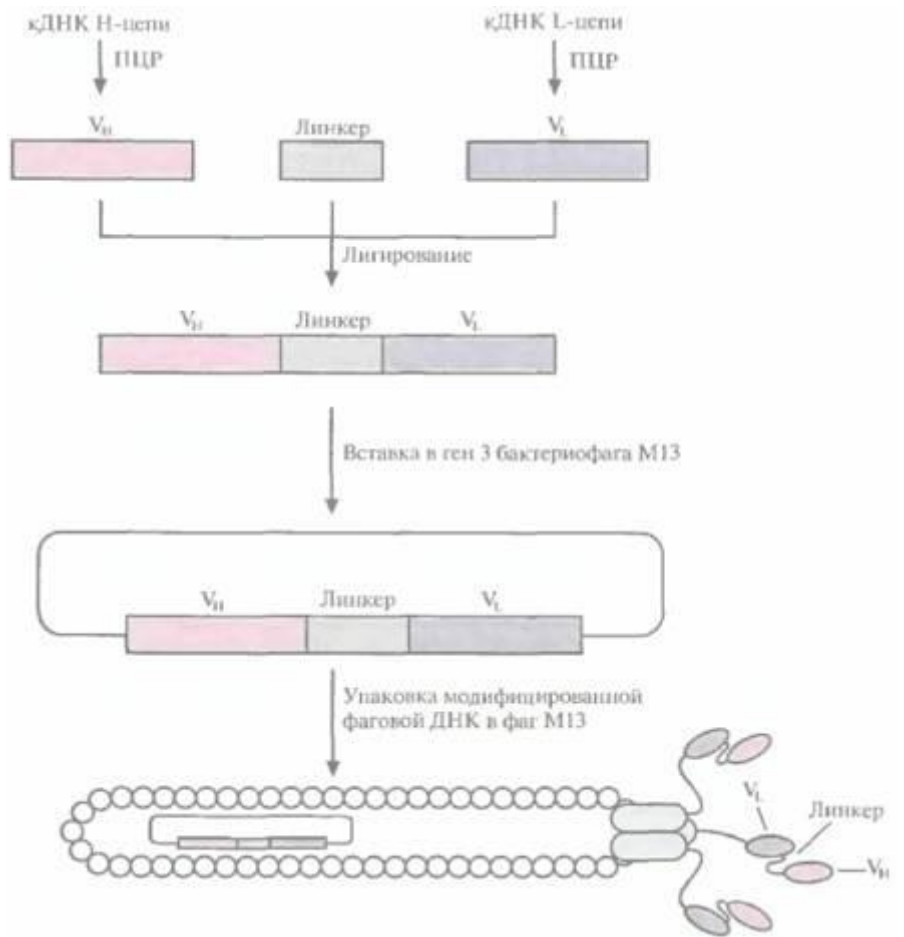 кДНК H-цепи
кДНК L-цепи
ПЦР
ПЦР
VH
Линкер
VL
Лигирование
VH
Линкер
VL
Вставка в ген 3 бактериофага М13
VH
Линкер
VL
Упаковка модифицированной
фаговой ДНК в фаг М13
VL
Линкер
VH